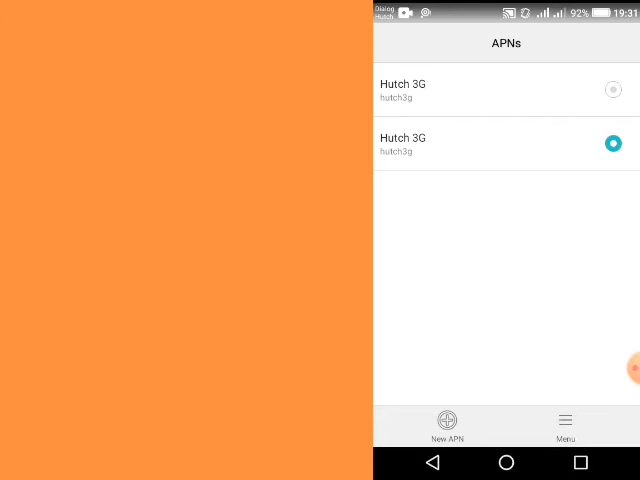 Dialog
Hutch
92% 19:31
APNs
Hutch 3G
hutch3g
Hutch 3G
hutch3g
New APN
Menu